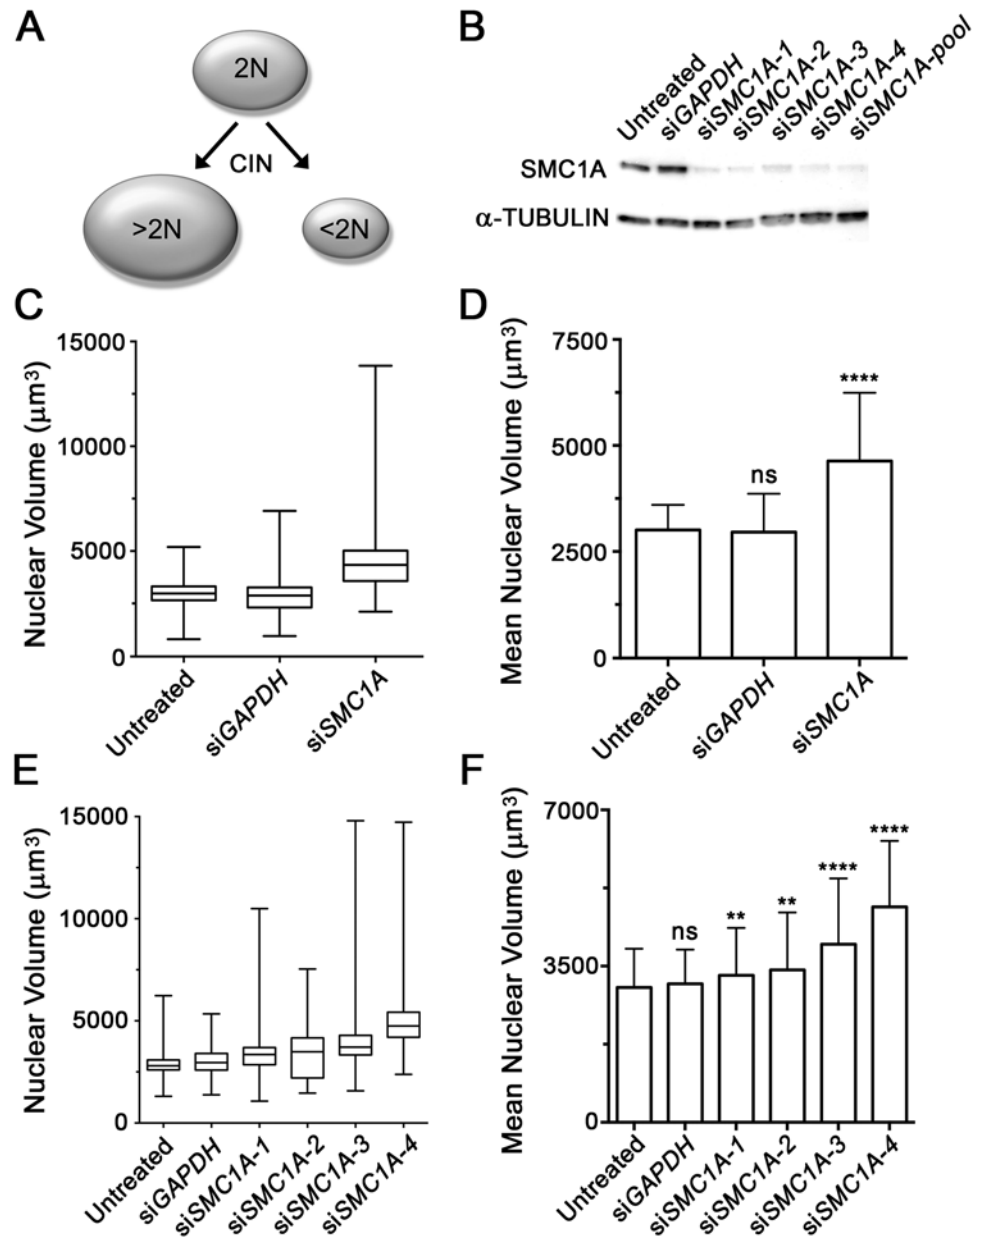 A
2N
CIN
>2N
<2N
B
Untreated
siGAPDH
siSMC1A-1
siSMC1A-2
siSMC1A-3
siSMC1A-4
siSMC1A-pool
SMC1A
α-TUBULIN
C
Nuclear Volume (μm³)
15000
10000
5000
0
Untreated
siGAPDH
siSMC1A
D
Mean Nuclear Volume (μm³)
7500
5000
2500
0
ns
****
Untreated
siGAPDH
siSMC1A
E
Nuclear Volume (μm³)
15000
10000
5000
0
Untreated
siGAPDH
siSMC1A-1
siSMC1A-2
siSMC1A-3
siSMC1A-4
F
Mean Nuclear Volume (μm³)
7000
3500
0
ns
**
**
****
****
Untreated
siGAPDH
siSMC1A-1
siSMC1A-2
siSMC1A-3
siSMC1A-4